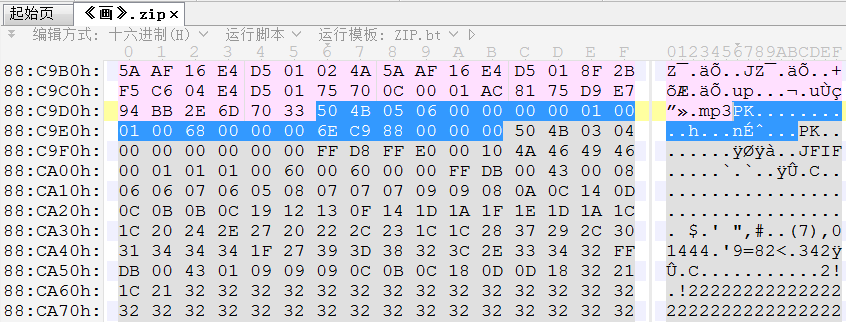 起始页 《画》.zip ×
编辑方式: 十六进制(H) 运行脚本 运行模板: ZIP.bt
0 1 2 3 4 5 6 7 8 9 A B C D E F 0123456789ABCDEF
88:C9B0h: 5A AF 16 E4 D5 01 02 4A 5A AF 16 E4 D5 01 8F 2B Z¯.äÕ..JZ¯.äÕ..+
88:C9C0h: F5 C6 04 E4 D5 01 75 70 0C 00 01 AC 81 75 D9 E7 õÆ.äÕ.up...¬.uÙç
88:C9D0h: 94 BB 2E 6D 70 33 50 4B 05 06 00 00 00 00 01 00 ”».mp3PK........
88:C9E0h: 01 00 68 00 00 00 6E C9 88 00 00 00 50 4B 03 04 ..h...nɈ...PK..
88:C9F0h: 00 00 00 00 00 00 FF D8 FF E0 00 10 4A 46 49 46 ......ÿØÿà..JFIF
88:CA00h: 00 01 01 01 00 60 00 60 00 00 FF DB 00 43 00 08 .....`.`..ÿÛ.C..
88:CA10h: 06 06 07 06 05 08 07 07 07 09 09 08 0A 0C 14 0D ................
88:CA20h: 0C 0B 0B 0C 19 12 13 0F 14 1D 1A 1F 1E 1D 1A 1C ................
88:CA30h: 1C 20 24 2E 27 20 22 2C 23 1C 1C 28 37 29 2C 30 . $.' ",#..(7),0
88:CA40h: 31 34 34 34 1F 27 39 3D 38 32 3C 2E 33 34 32 FF 1444.'9=82<.342ÿ
88:CA50h: DB 00 43 01 09 09 09 0C 0B 0C 18 0D 0D 18 32 21 Û.C...........2!
88:CA60h: 1C 21 32 32 32 32 32 32 32 32 32 32 32 32 32 32 .!22222222222222
88:CA70h: 32 32 32 32 32 32 32 32 32 32 32 32 32 32 32 32 2222222222222222